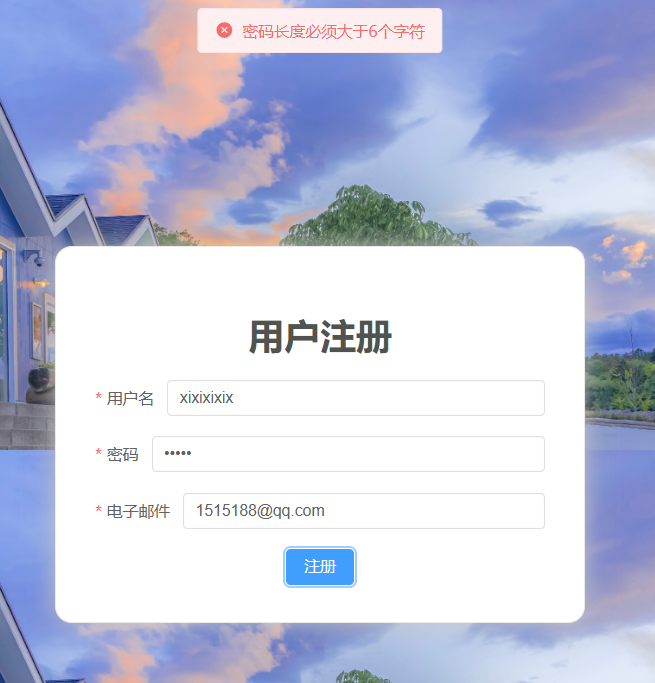 密码长度必须大于6个字符
用户注册
* 用户名 xixixixix
* 密码 •••••
* 电子邮件 1515188@qq.com
注册